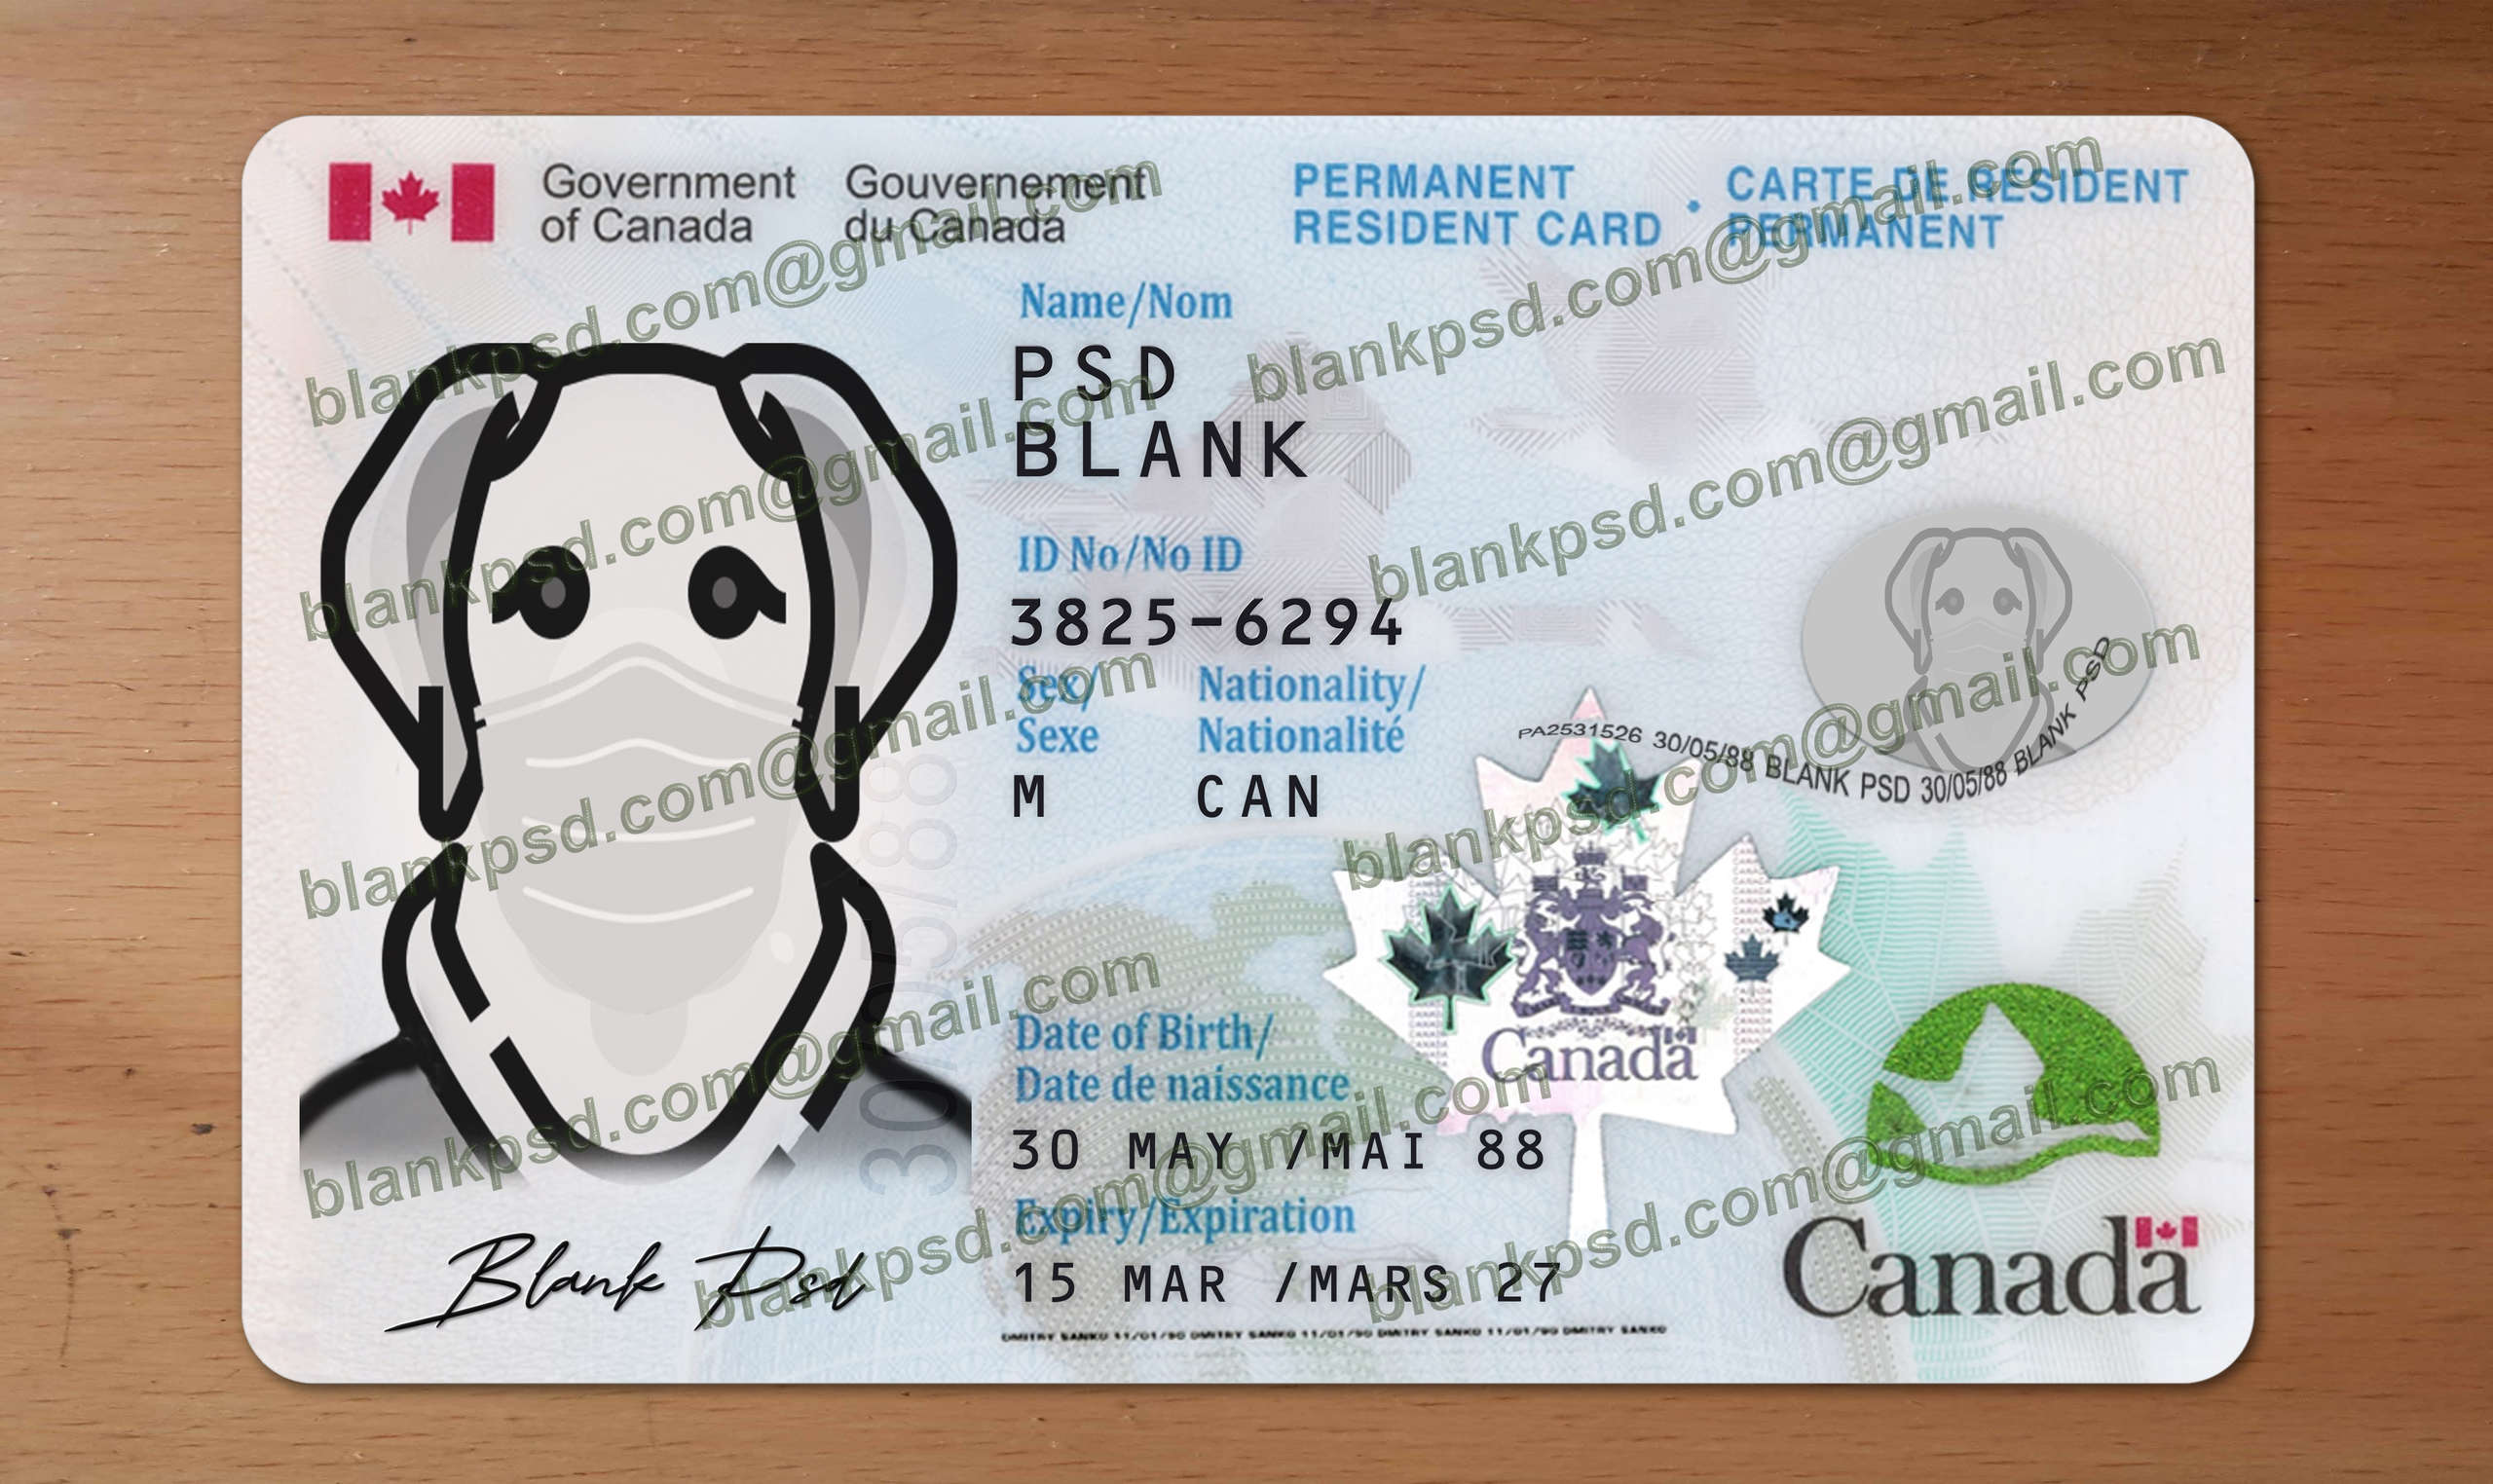 Government of Canada
Gouvernement du Canada
PERMANENT RESIDENT CARD • CARTE DE RÉSIDENT PERMANENT
Name/Nom
PSD
BLANK
ID No/No ID
3825-6294
Sex/
Sexe
Nationality/
Nationalité
M
CAN
PA2531526 30/05/88 BLANK PSD 30/05/88 BLANK PSD
Canada
Date of Birth/
Date de naissance
30 MAY /MAI 88
Expiry/Expiration
15 MAR /MARS 27
30/05/88
Blank Psd
Canada
DMITRY SANKO 11/01/90 DMITRY SANKO 11/01/90 DMITRY SANKO 11/01/90 DMITRY SANKO
blankpsd.com@gmail.com
blankpsd.com@gmail.com
blankpsd.com@gmail.com
blankpsd.com@gmail.com
blankpsd.com@gmail.com
blankpsd.com@gmail.com
blankpsd.com@gmail.com
blankpsd.com@gmail.com
blankpsd.com@gmail.com